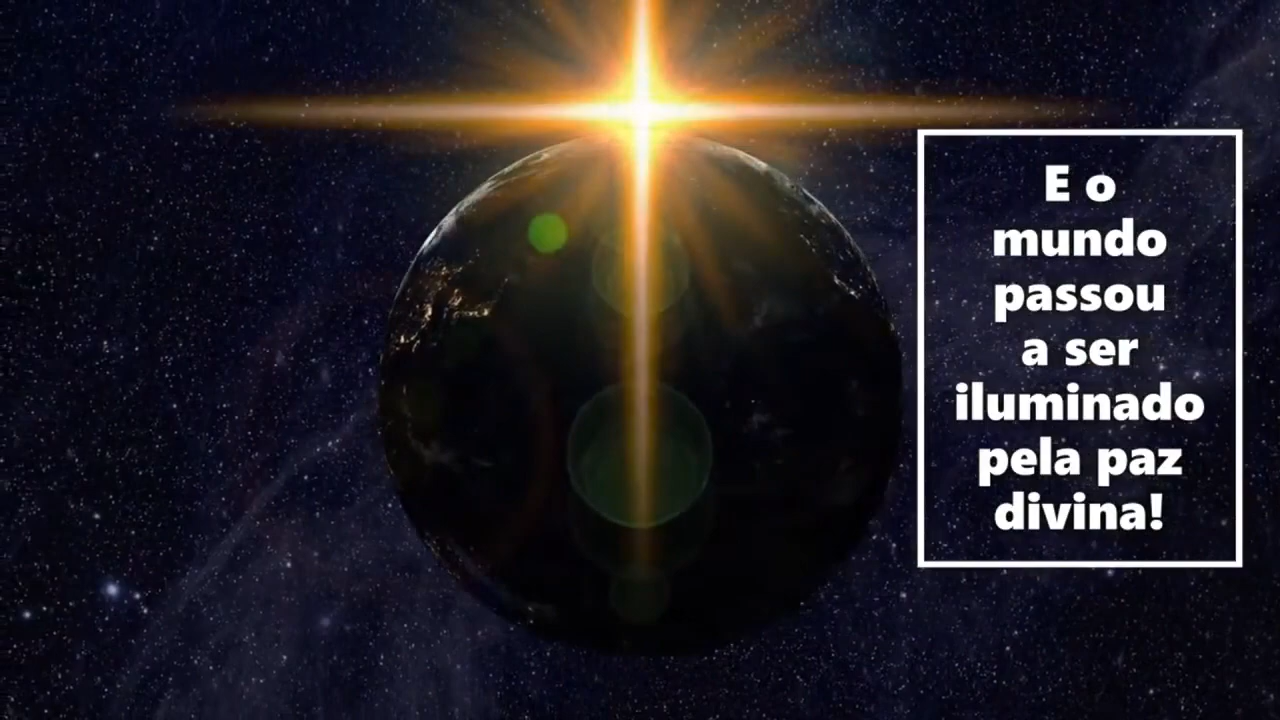 E o
mundo
passou
a ser
iluminado
pela paz
divina!